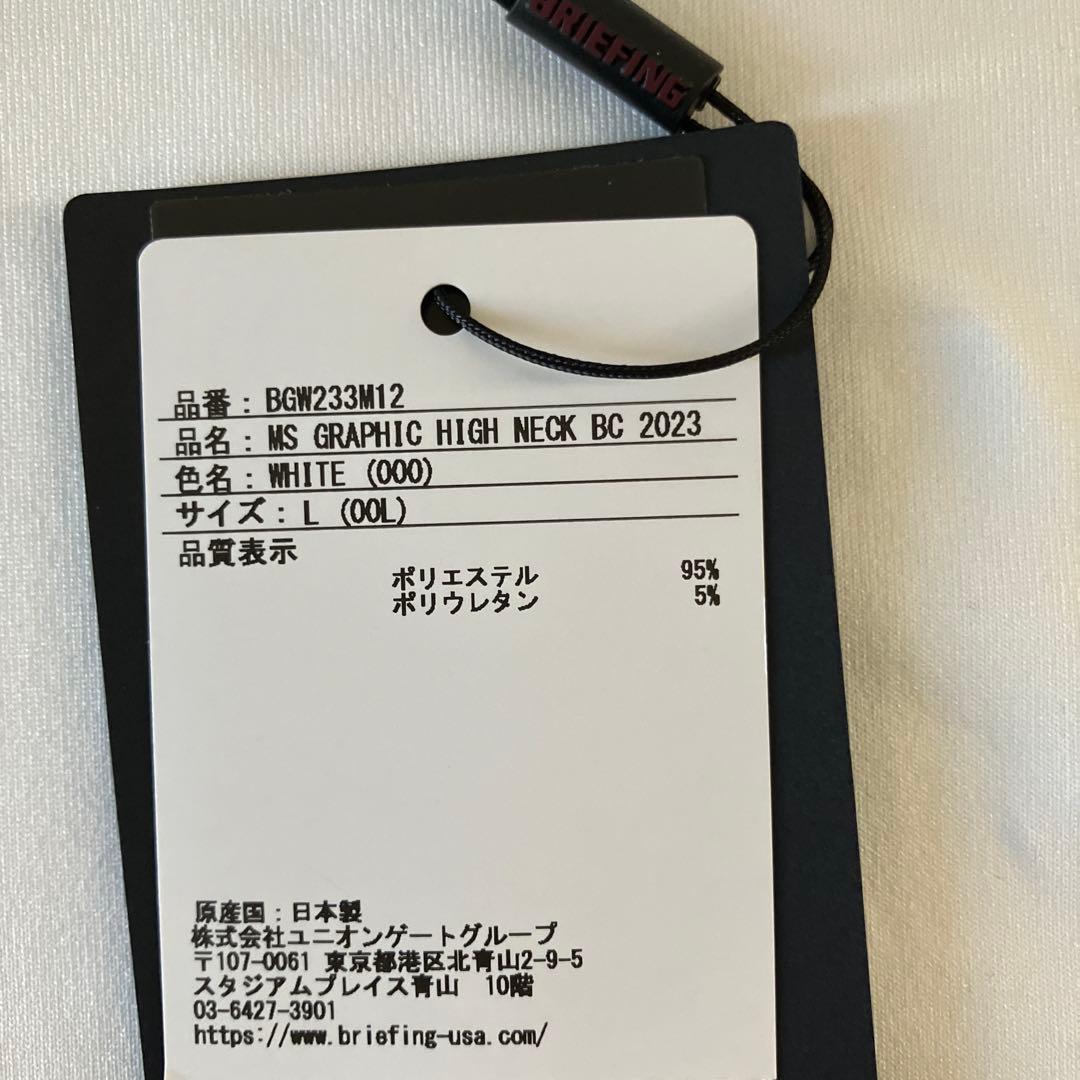 BRIEFING
品番：BGW233M12
品名：MS GRAPHIC HIGH NECK BC 2023
色名：WHITE (000)
サイズ：L (00L)
品質表示
ポリエステル 95%
ポリウレタン 5%
原産国：日本製
株式会社ユニオンゲートグループ
〒107-0061 東京都港区北青山2-9-5
スタジアムプレイス青山　10階
03-6427-3901
https://www.briefing-usa.com/